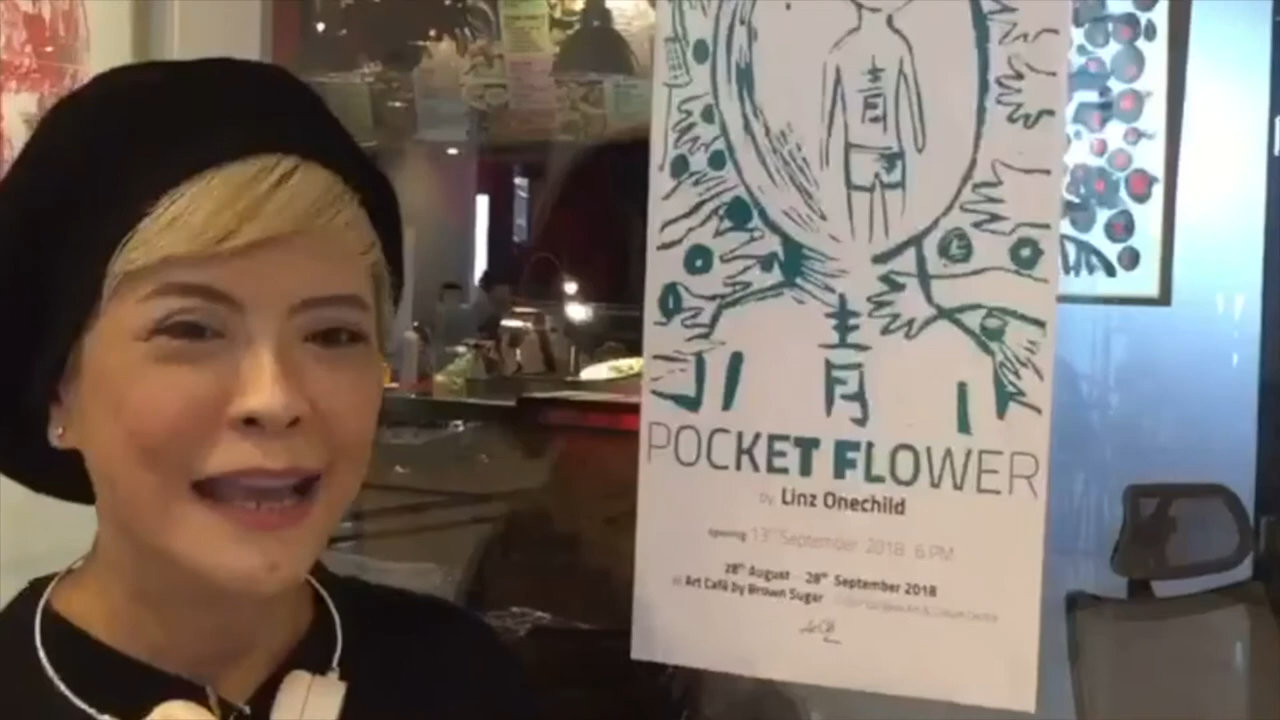 青
青
POCKET FLOWER
by Linz Onechild
opening 13TH September 2018 6 PM
28th August 28th September 2018
at Art Café by Brown Sugar